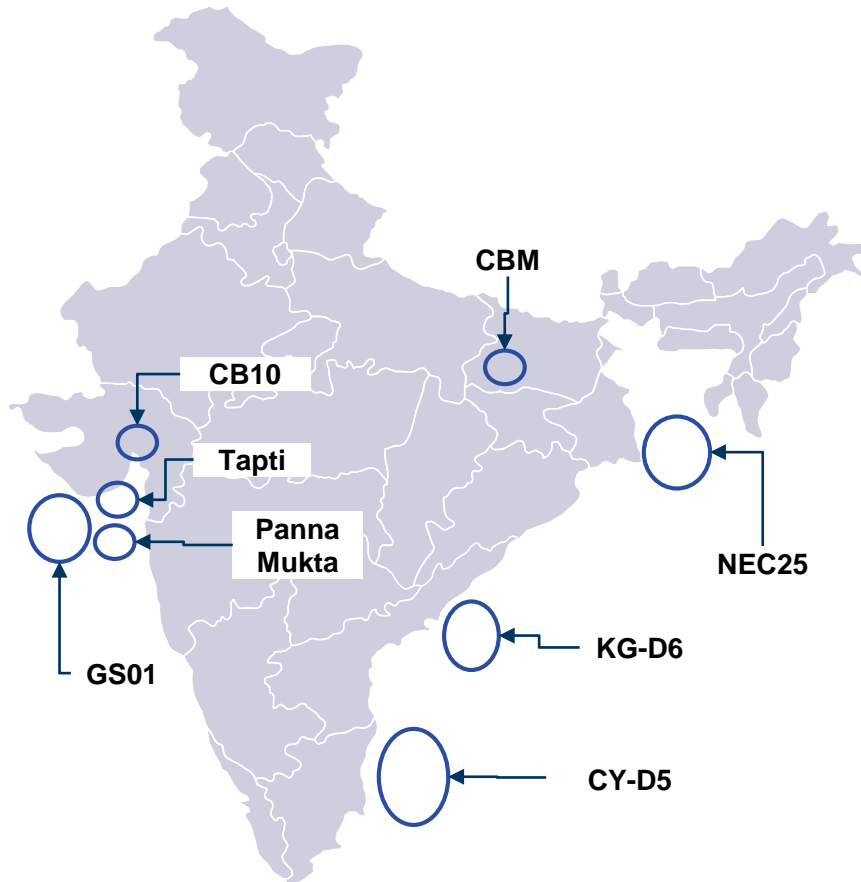 CBM
CB10
Tapti
Panna
Mukta
NEC25
KG-D6
GS01
CY-D5